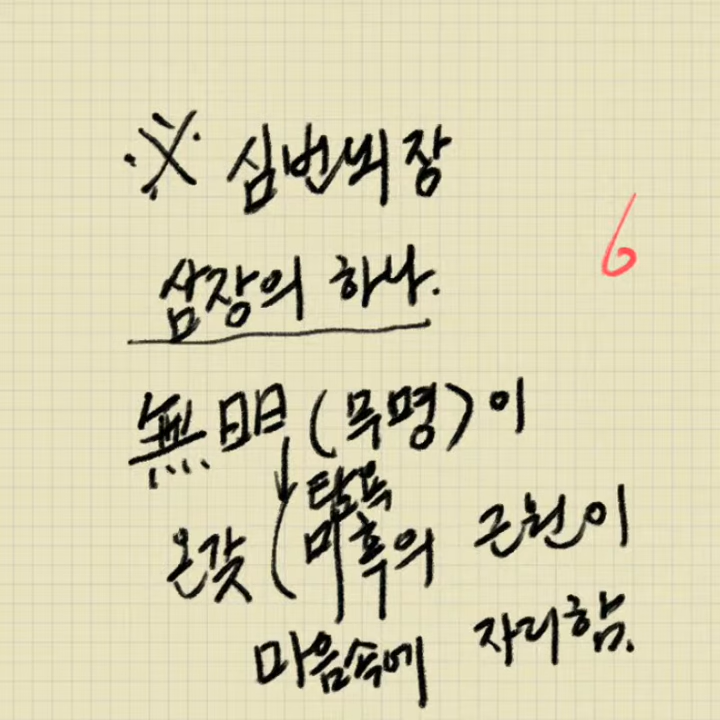 ※ 심번뇌장
6
삼장의 하나.
無明 (무명)이
탐욕
온갖 미혹의 근원이
마음속에 자리함.